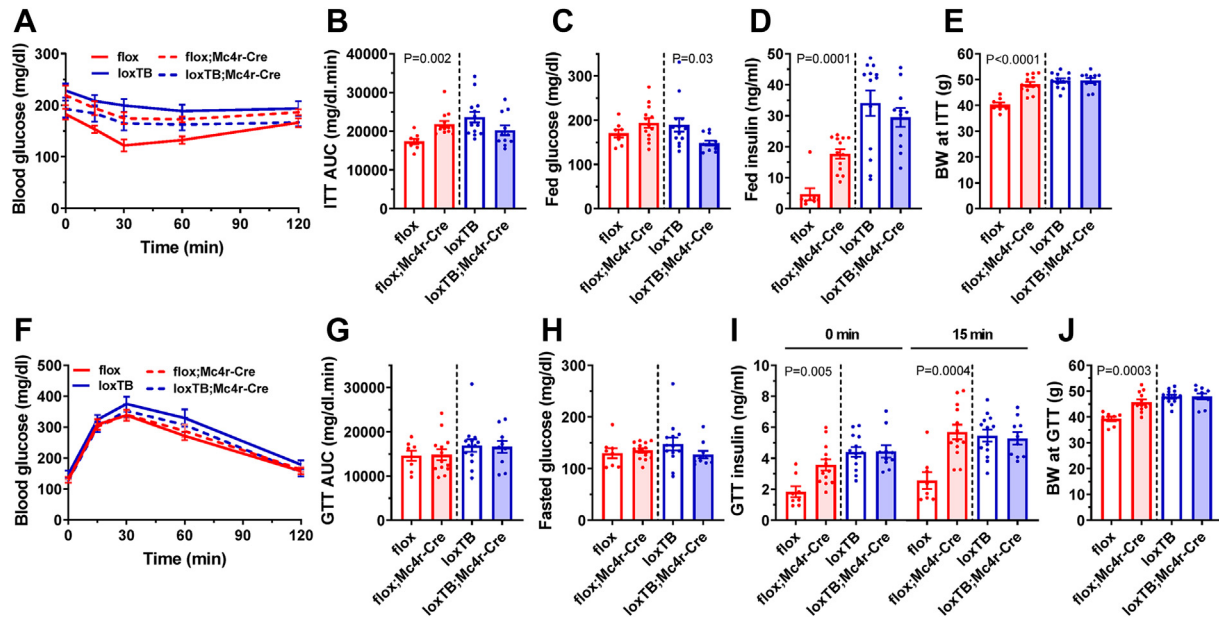 A
Blood glucose (mg/dl)
300
200
100
0
flox
loxTB
flox;Mc4r-Cre
loxTB;Mc4r-Cre
0
30
60
90
120
Time (min)
B
ITT AUC (mg/dl.min)
40000
30000
20000
10000
0
P=0.002
flox
flox;Mc4r-Cre
loxTB
loxTB;Mc4r-Cre
C
Fed glucose (mg/dl)
300
200
100
0
P=0.03
flox
flox;Mc4r-Cre
loxTB
loxTB;Mc4r-Cre
D
Fed insulin (ng/ml)
50
40
30
20
10
0
P=0.0001
flox
flox;Mc4r-Cre
loxTB
loxTB;Mc4r-Cre
E
BW at ITT (g)
60
50
40
30
20
10
0
P<0.0001
flox
flox;Mc4r-Cre
loxTB
loxTB;Mc4r-Cre
F
Blood glucose (mg/dl)
500
400
300
200
100
0
flox
loxTB
flox;Mc4r-Cre
loxTB;Mc4r-Cre
0
30
60
90
120
Time (min)
G
GTT AUC (mg/dl.min)
30000
20000
10000
0
flox
flox;Mc4r-Cre
loxTB
loxTB;Mc4r-Cre
H
Fasted glucose (mg/dl)
300
200
100
0
flox
flox;Mc4r-Cre
loxTB
loxTB;Mc4r-Cre
I
0 min
15 min
GTT insulin (ng/ml)
10
8
6
4
2
0
P=0.005
P=0.0004
flox
flox;Mc4r-Cre
loxTB
loxTB;Mc4r-Cre
flox
flox;Mc4r-Cre
loxTB
loxTB;Mc4r-Cre
J
BW at GTT (g)
60
50
40
30
20
10
0
P=0.0003
flox
flox;Mc4r-Cre
loxTB
loxTB;Mc4r-Cre